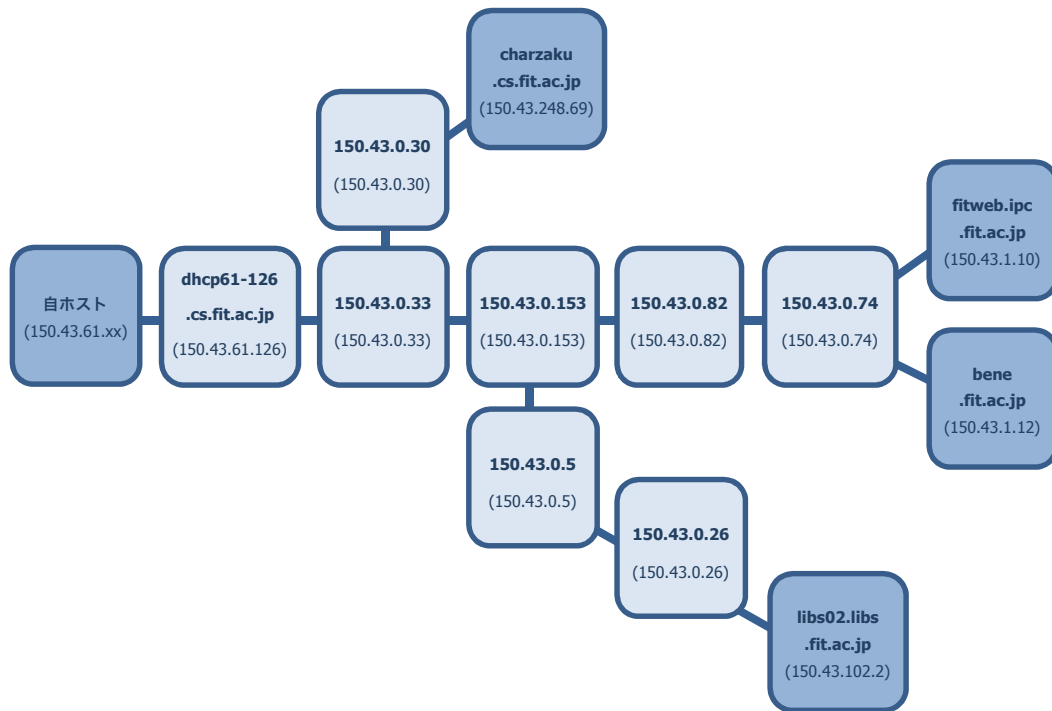 charzaku
.cs.fit.ac.jp
(150.43.248.69)
150.43.0.30
(150.43.0.30)
fitweb.ipc
.fit.ac.jp
(150.43.1.10)
自ホスト
(150.43.61.xx)
dhcp61-126
.cs.fit.ac.jp
(150.43.61.126)
150.43.0.33
(150.43.0.33)
150.43.0.153
(150.43.0.153)
150.43.0.82
(150.43.0.82)
150.43.0.74
(150.43.0.74)
bene
.fit.ac.jp
(150.43.1.12)
150.43.0.5
(150.43.0.5)
150.43.0.26
(150.43.0.26)
libs02.libs
.fit.ac.jp
(150.43.102.2)